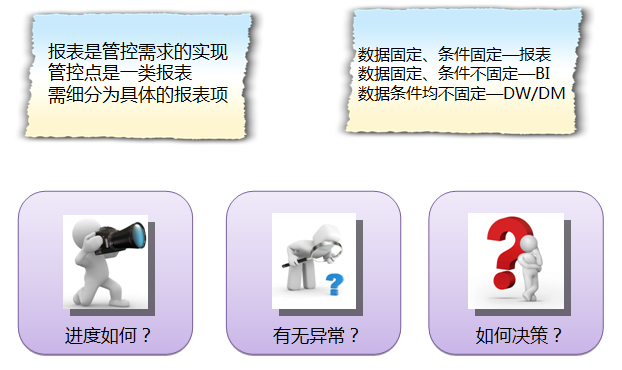 报表是管控需求的实现
管控点是一类报表
需细分为具体的报表项
数据固定、条件固定—报表
数据固定、条件不固定—BI
数据条件均不固定—DW/DM
进度如何？
有无异常？
如何决策？